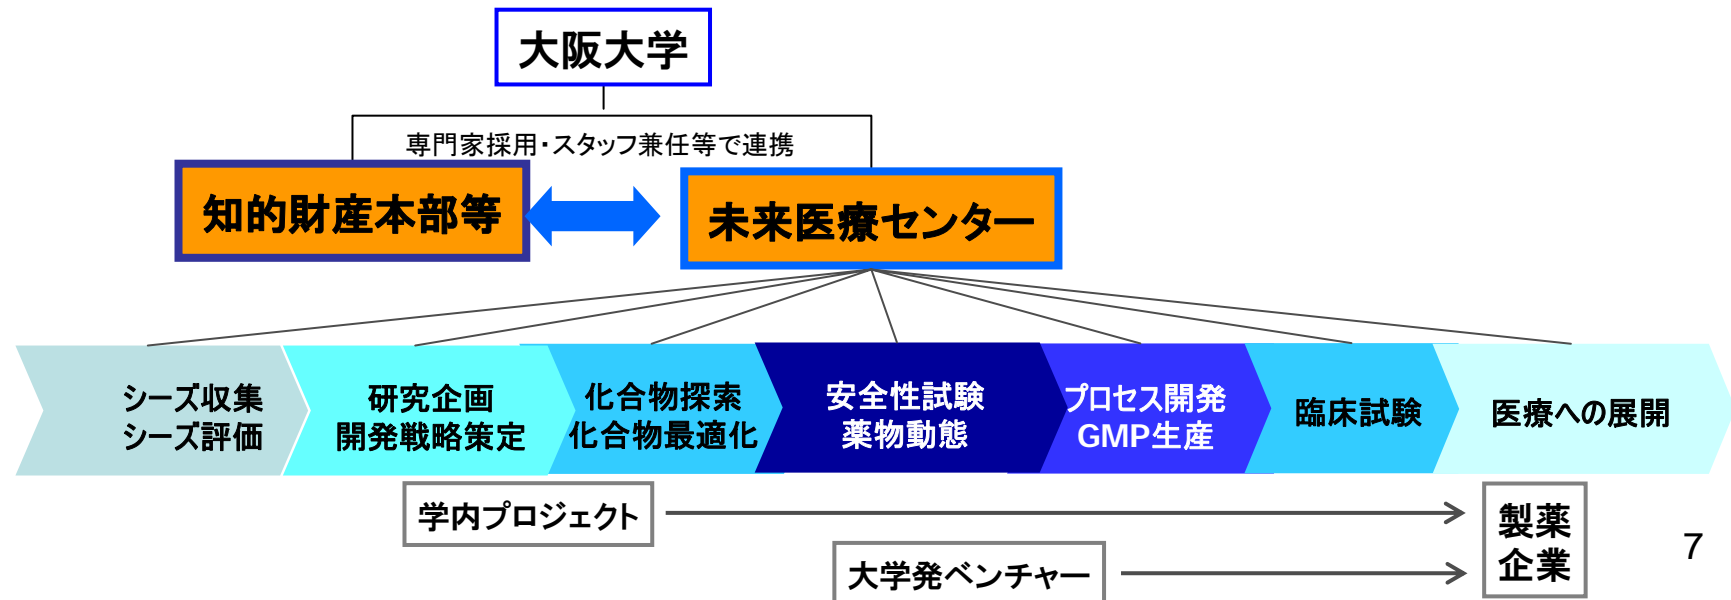 大阪大学
専門家採用・スタッフ兼任等で連携
知的財産本部等
未来医療センター
シーズ収集
シーズ評価
研究企画
開発戦略策定
化合物探索
化合物最適化
安全性試験
薬物動態
プロセス開発
GMP生産
臨床試験
医療への展開
学内プロジェクト
大学発ベンチャー
製薬
企業
7